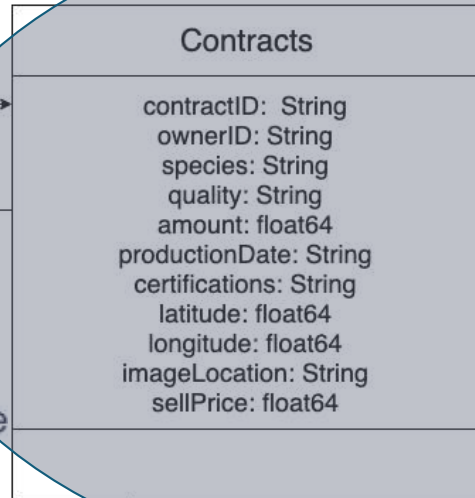 Contracts
contractID: String
ownerID: String
species: String
quality: String
amount: float64
productionDate: String
certifications: String
latitude: float64
longitude: float64
imageLocation: String
sellPrice: float64